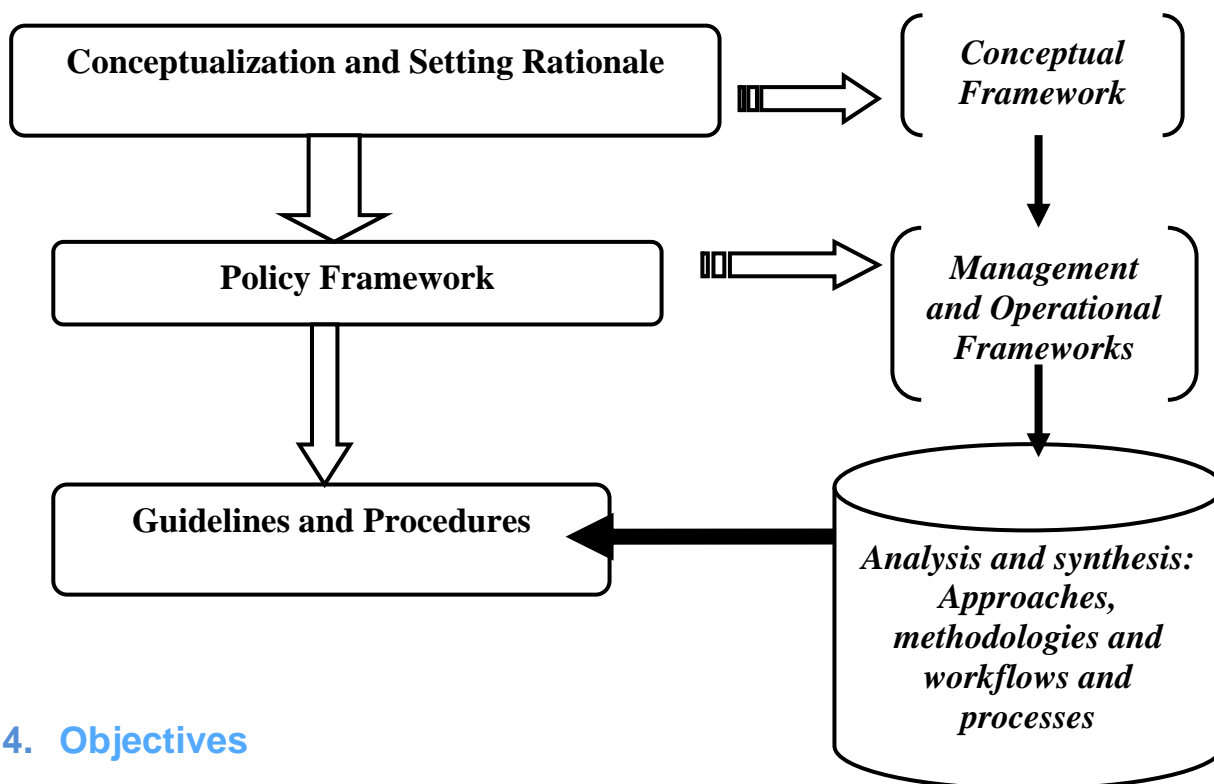 Conceptualization and Setting Rationale
Conceptual
Framework
Policy Framework
Management
and Operational
Frameworks
Guidelines and Procedures
Analysis and synthesis:
Approaches,
methodologies and
workflows and
processes
4. Objectives